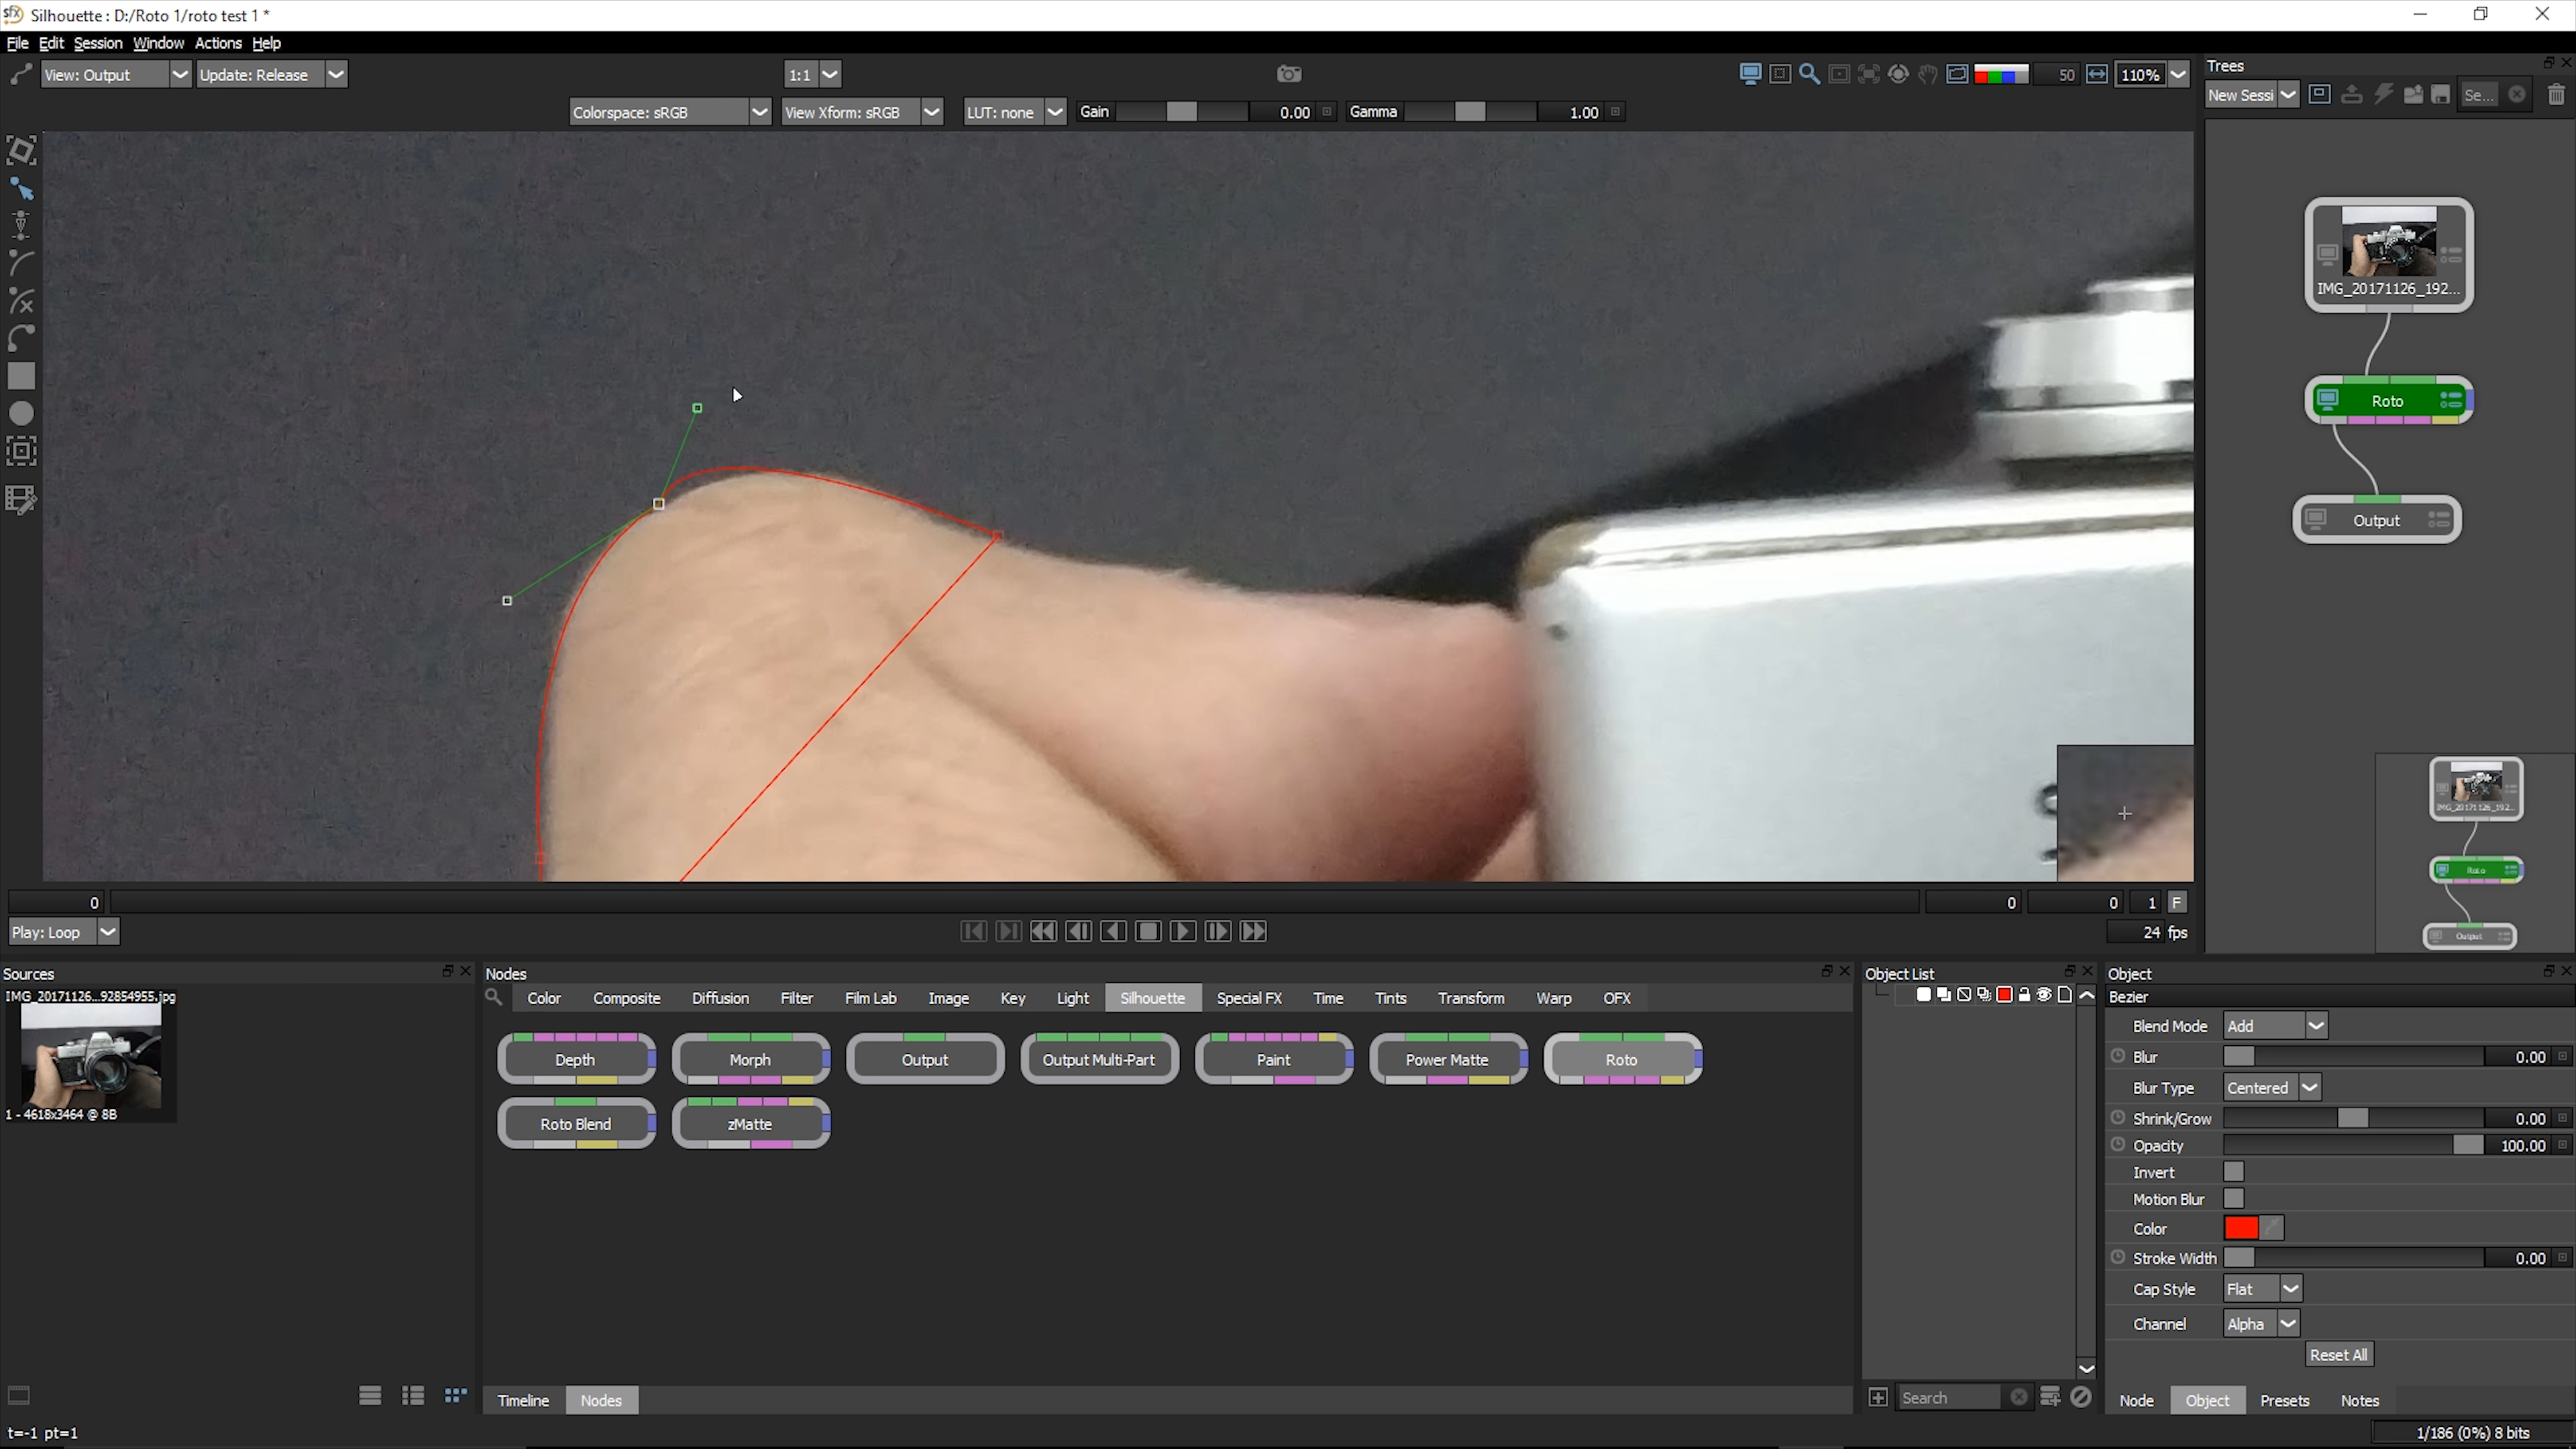 sfx Silhouette : D:/Roto 1/roto test 1 *
File Edit Session Window Actions Help
View: Output Update: Release 1:1 50 110%
Colorspace: sRGB View Xform: sRGB LUT: none Gain 0.00 Gamma 1.00
Trees
New Sessi Se...
IMG_20171126_192...
Roto
Output
IMG_20171126_192...
Roto
Output
0 0 0 1 F
Play: Loop 24 fps
Sources
IMG_20171126...92854955.jpg
1 - 4618x3464 @ 8B
Nodes
Color Composite Diffusion Filter Film Lab Image Key Light Silhouette Special FX Time Tints Transform Warp OFX
Depth Morph Output Output Multi-Part Paint Power Matte Roto
Roto Blend zMatte
Timeline Nodes
Object List
Search
Object
Bezier
Blend Mode Add
Blur 0.00
Blur Type Centered
Shrink/Grow 0.00
Opacity 100.00
Invert
Motion Blur
Color
Stroke Width 0.00
Cap Style Flat
Channel Alpha
Reset All
Node Object Presets Notes
t=-1 pt=1
1/186 (0%) 8 bits